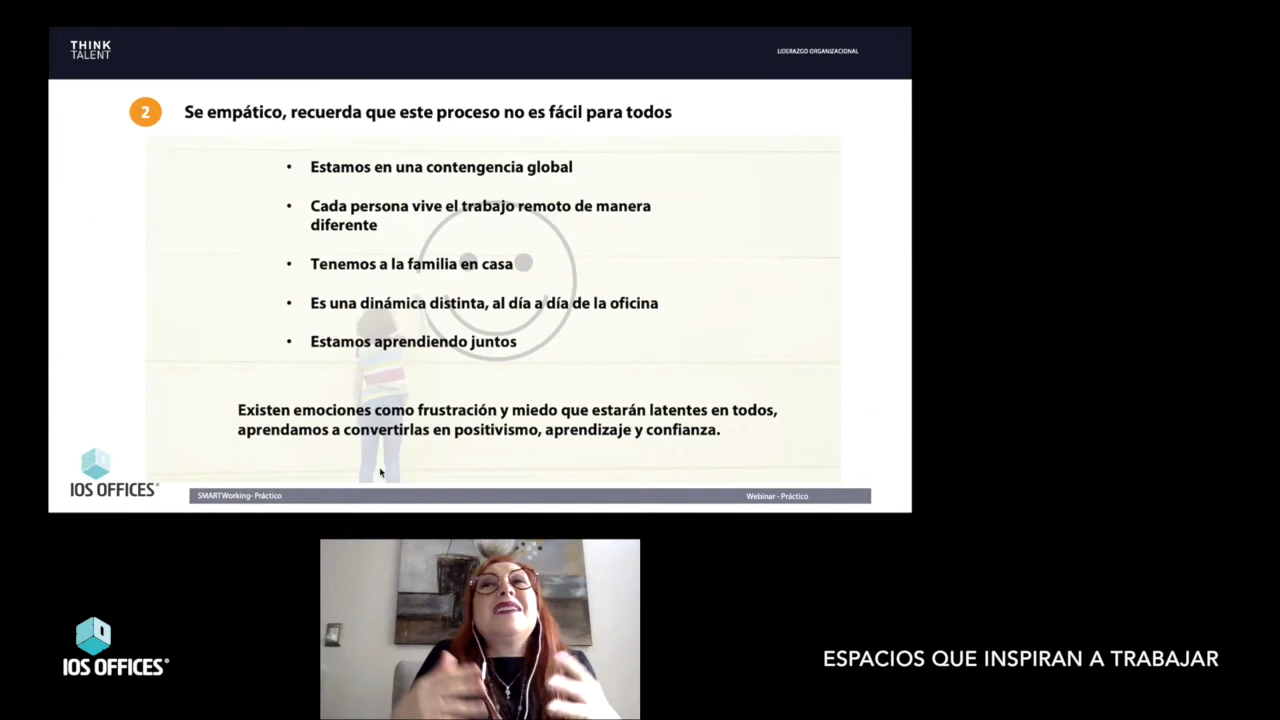 THINK
TALENT
LIDERAZGO ORGANIZACIONAL
2
Se empático, recuerda que este proceso no es fácil para todos
• Estamos en una contengencia global
• Cada persona vive el trabajo remoto de manera
diferente
• Tenemos a la familia en casa
• Es una dinámica distinta, al día a día de la oficina
• Estamos aprendiendo juntos
Existen emociones como frustración y miedo que estarán latentes en todos,
aprendamos a convertirlas en positivismo, aprendizaje y confianza.
IOS OFFICES®
SMARTWorking- Práctico
Webinar - Práctico
IOS OFFICES®
ESPACIOS QUE INSPIRAN A TRABAJAR